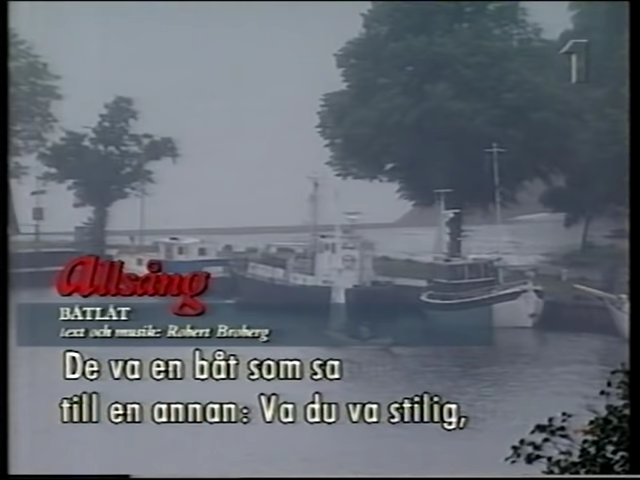 1
Allsång
BÅTLÅT
text och musik: Robert Broberg
De va en båt som sa
till en annan: Va du va stilig,